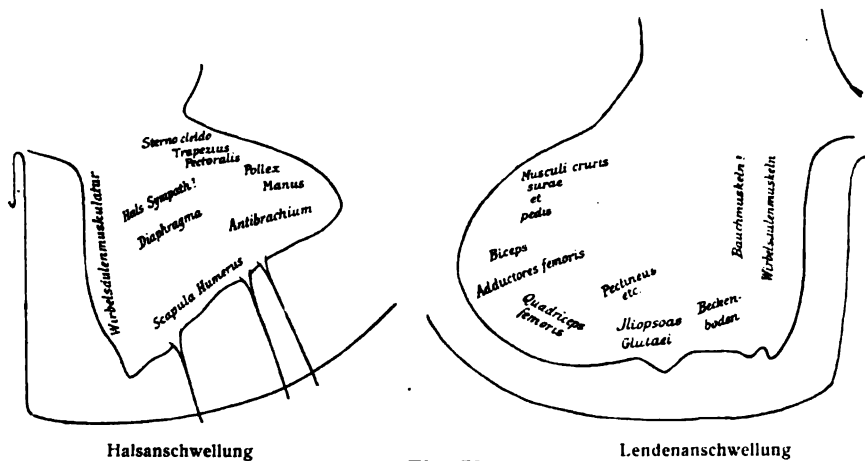 Sterno cleido
Trapezius
Pectoralis
Pollex
Manus
Hals Sympath!
Diaphragma
Antibrachium
Wirbelsäulenmuskulatur
Scapula Humerus
Halsanschwellung
Musculi cruris
surae
et
pedis
Biceps
Adductores femoris
Quadriceps
femoris
Pectineus
etc.
Jliopsoas
Glutaei
Becken-
boden
Bauchmuskeln!
Wirbelsäulenmuskeln
Lendenanschwellung